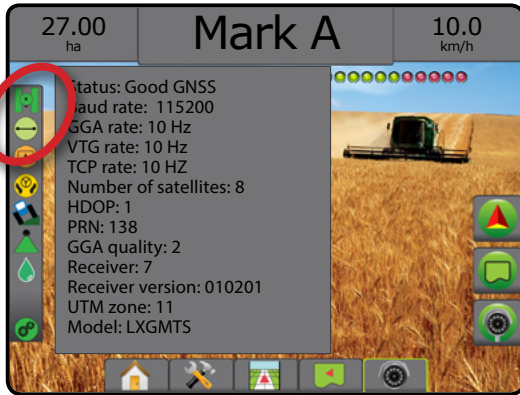 27.00
ha
Mark A
10.0
km/h
Status: Good GNSS
Baud rate: 115200
GGA rate: 10 Hz
VTG rate: 10 Hz
TCP rate: 10 HZ
Number of satellites: 8
HDOP: 1
PRN: 138
GGA quality: 2
Receiver: 7
Receiver version: 010201
UTM zone: 11
Model: LXGMTS